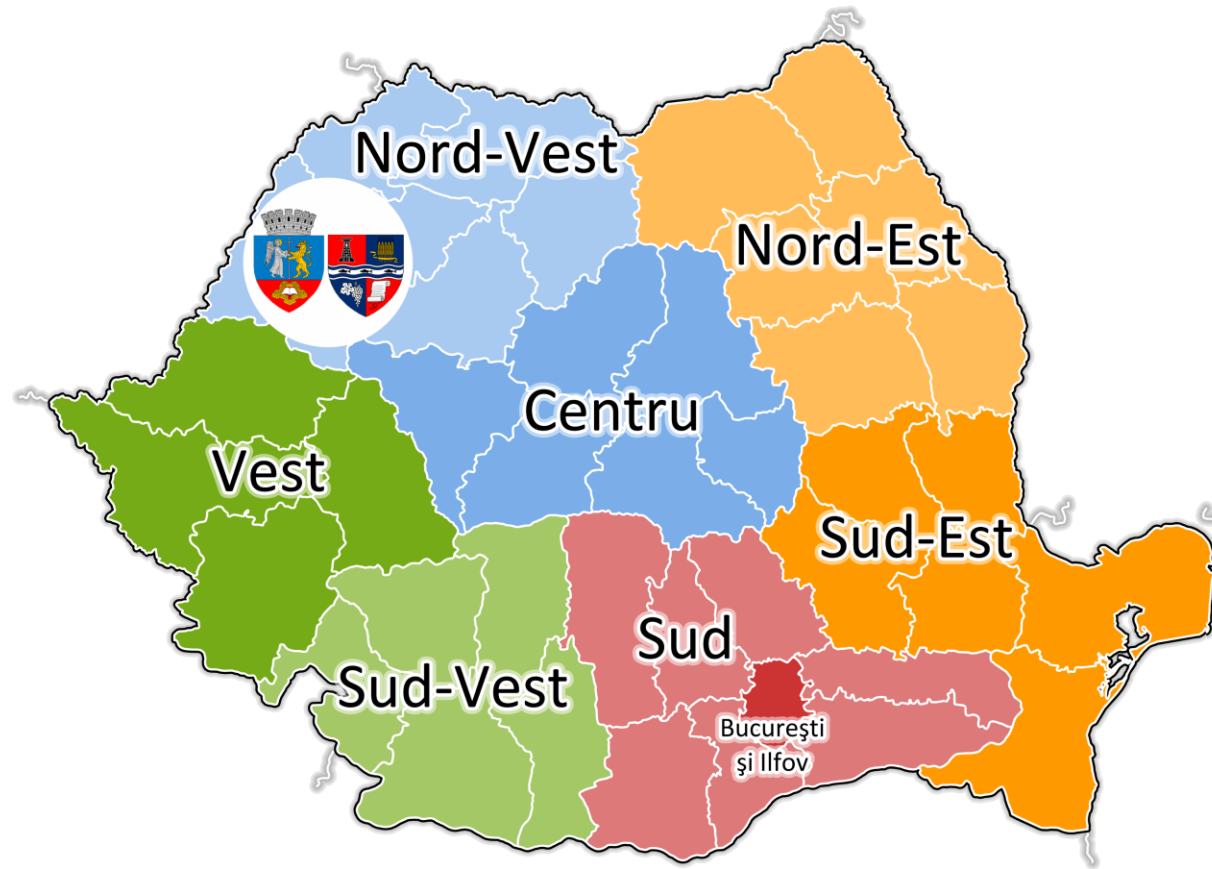 Nord-Vest
Nord-Est
Centru
Vest
Sud-Est
Sud
Sud-Vest
Bucureşti
şi Ilfov